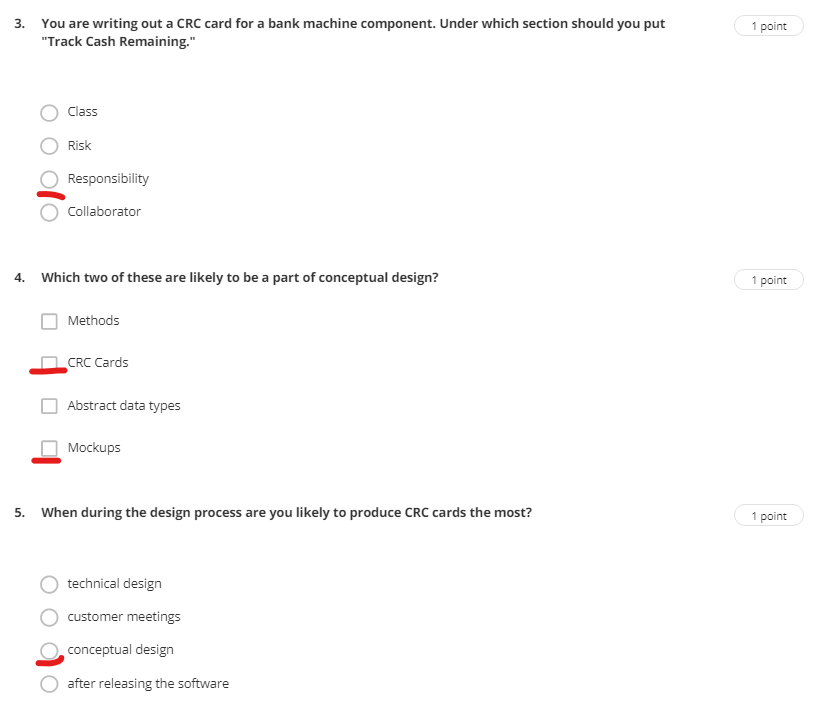 3. You are writing out a CRC card for a bank machine component. Under which section should you put 1 point
"Track Cash Remaining."
Class
Risk
Responsibility
Collaborator
4. Which two of these are likely to be a part of conceptual design? 1 point
Methods
CRC Cards
Abstract data types
Mockups
5. When during the design process are you likely to produce CRC cards the most? 1 point
technical design
customer meetings
conceptual design
after releasing the software